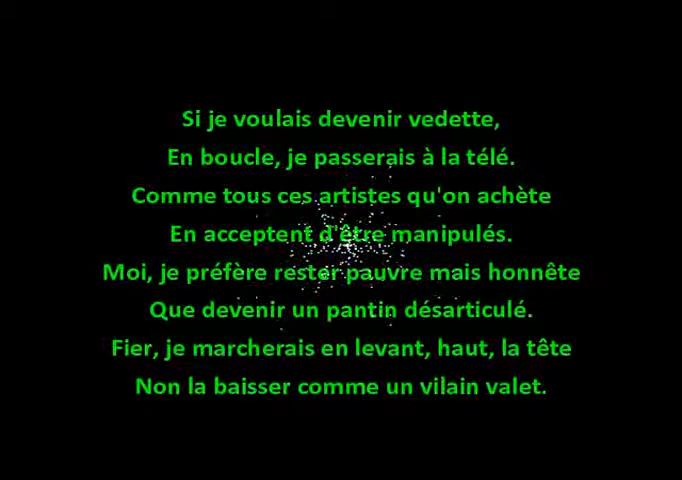 Si je voulais devenir vedette,
En boucle, je passerais à la télé.
Comme tous ces artistes qu'on achète
En acceptent d'être manipulés.
Moi, je préfère rester pauvre mais honnête
Que devenir un pantin désarticulé.
Fier, je marcherais en levant, haut, la tête
Non la baisser comme un vilain valet.